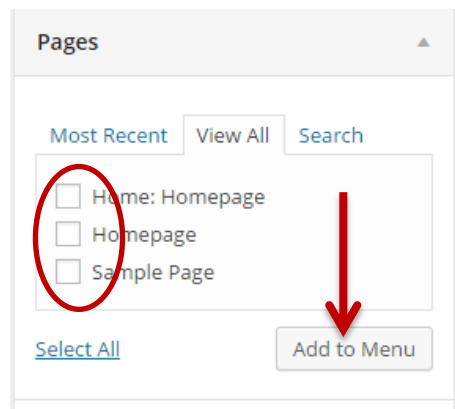 Pages
Most Recent View All Search
Home: Homepage
Homepage
Sample Page
Select All Add to Menu